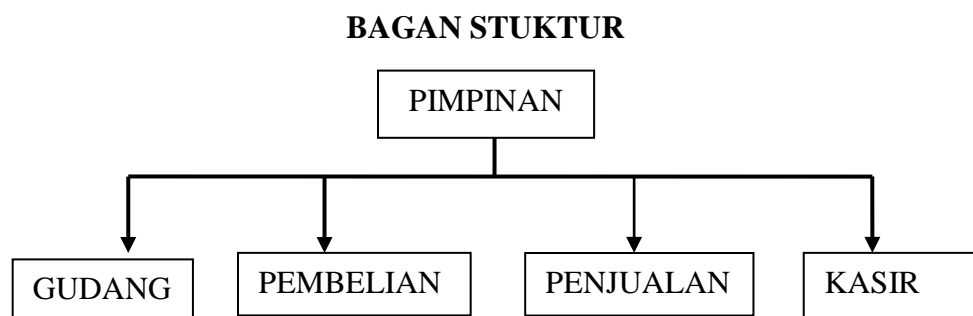 BAGAN STUKTUR
PIMPINAN
GUDANG
PEMBELIAN
PENJUALAN
KASIR